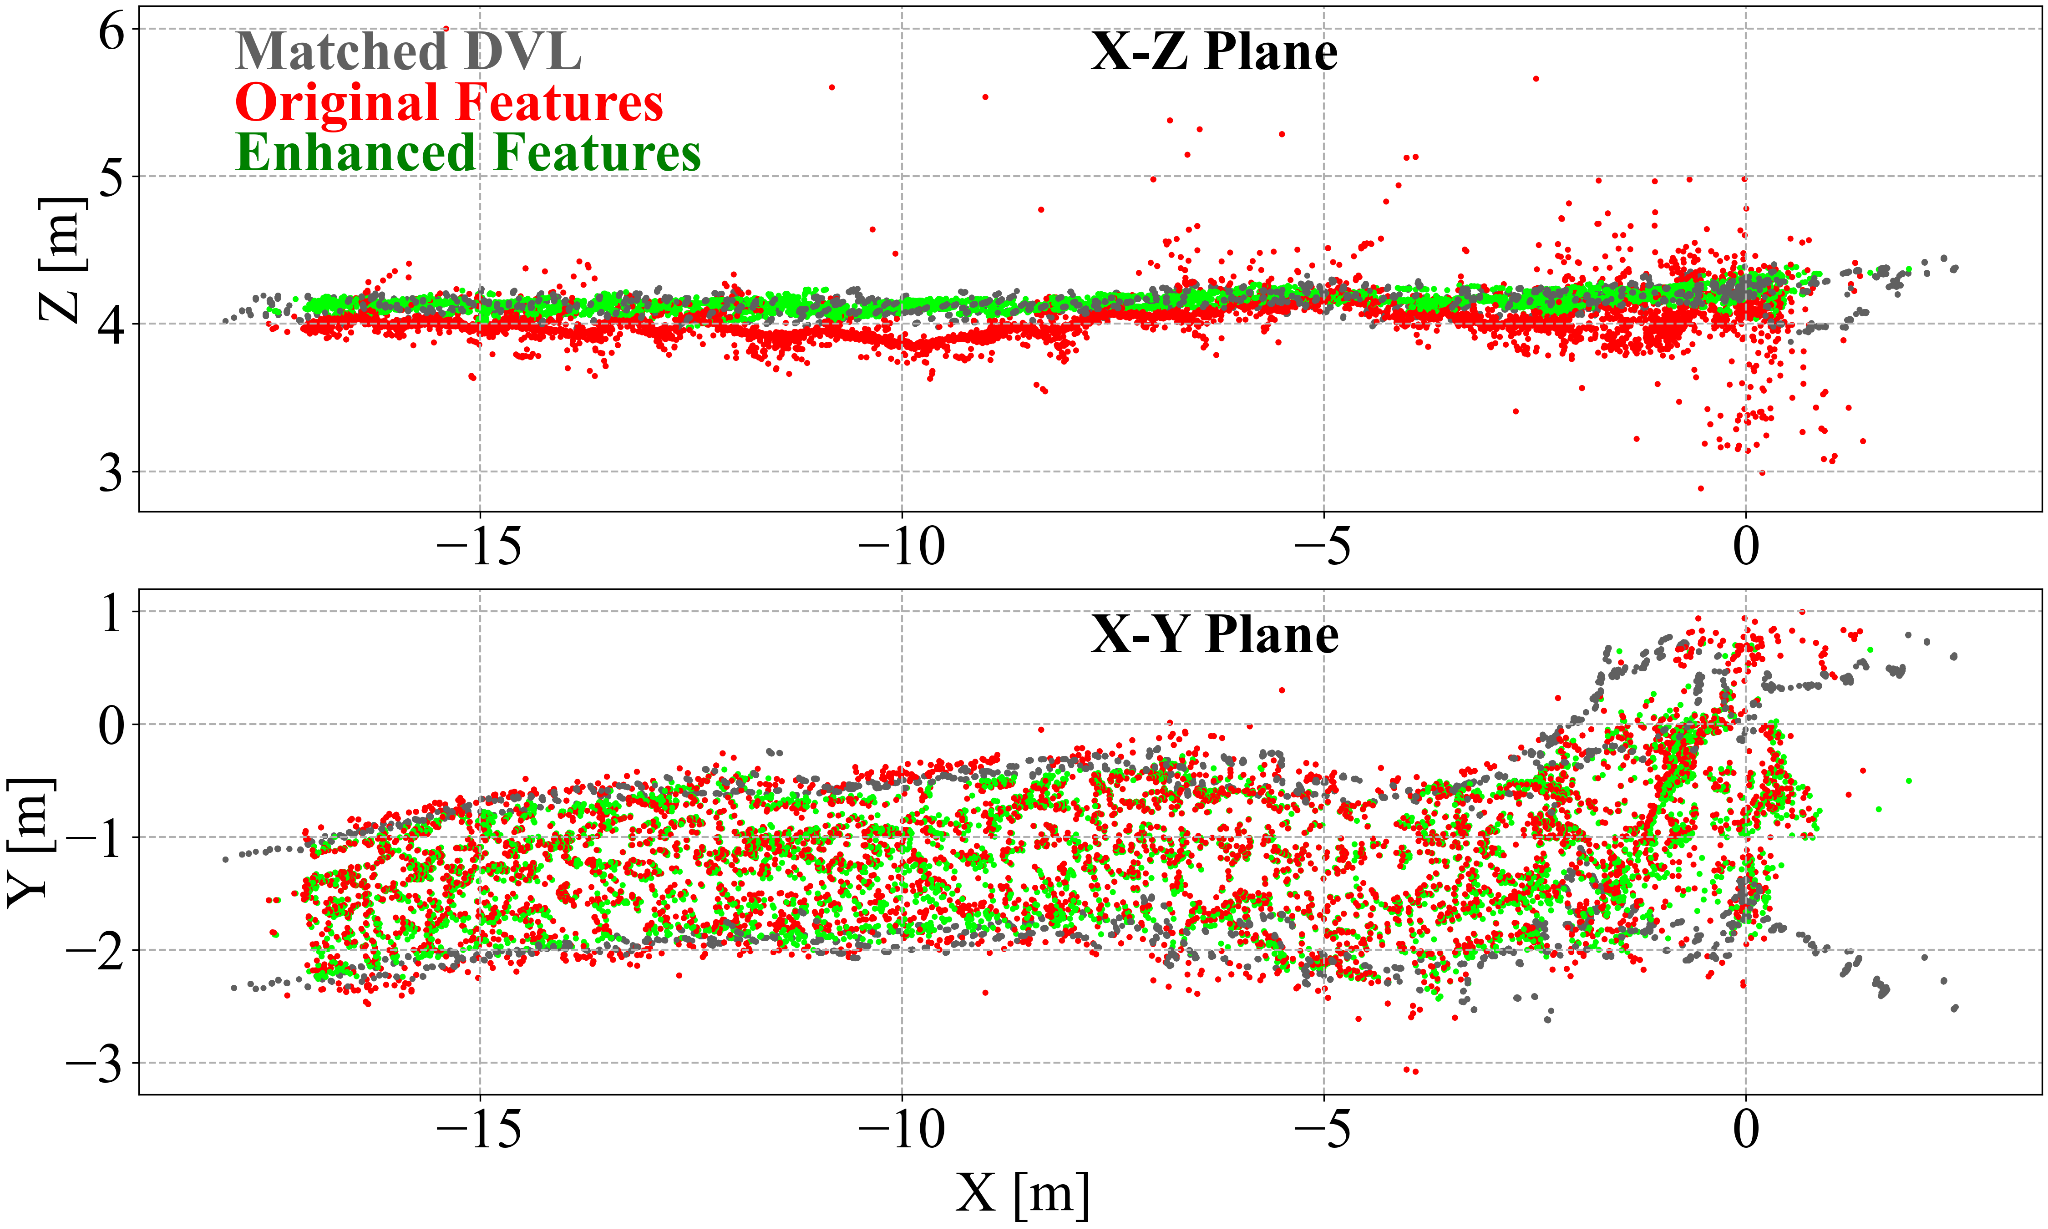 6
Matched DVL
X-Z Plane
Original Features
Enhanced Features
5
Z [m]
4
3
−15
−10
−5
0
1
X-Y Plane
0
Y [m]
−1
−2
−3
−15
−10
−5
0
X [m]